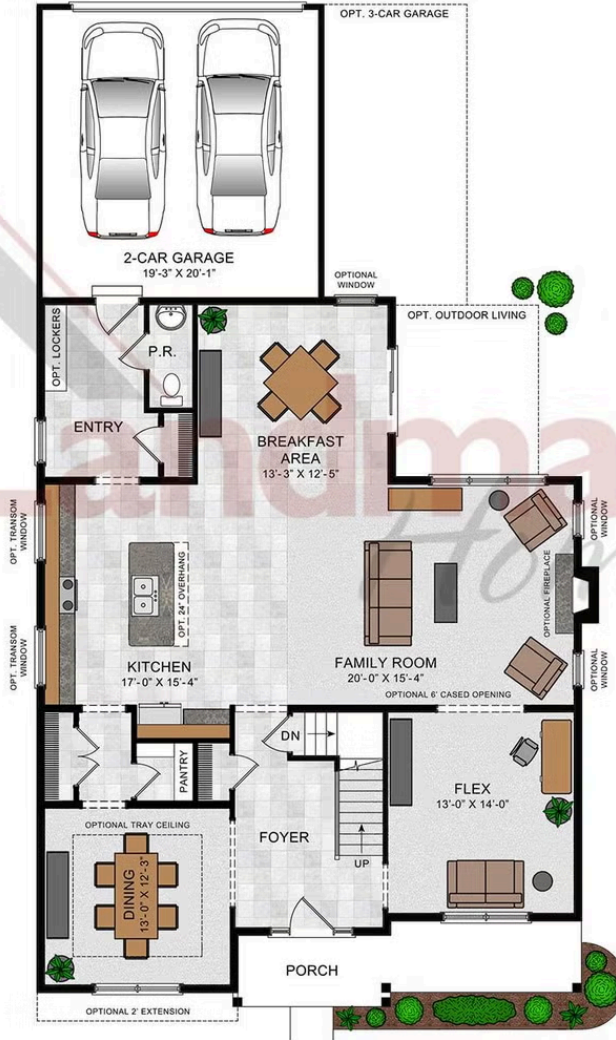 OPT. 3-CAR GARAGE
2-CAR GARAGE
19'-3" X 20'-1"
OPTIONAL
WINDOW
OPT. LOCKERS
P.R.
OPT. OUTDOOR LIVING
ENTRY
BREAKFAST
AREA
13'-3" X 12'-5"
andma
Hom
OPT. TRANSOM
WINDOW
OPTIONAL
WINDOW
OPT. 24" OVERHANG
OPTIONAL FIREPLACE
OPT. TRANSOM
WINDOW
OPTIONAL
WINDOW
KITCHEN
17'-0" X 15'-4"
FAMILY ROOM
20'-0" X 15'-4"
OPTIONAL 6' CASED OPENING
DN
PANTRY
FLEX
13'-0" X 14'-0"
OPTIONAL TRAY CEILING
FOYER
UP
DINING
13'-0" X 12'-3"
PORCH
OPTIONAL 2' EXTENSION